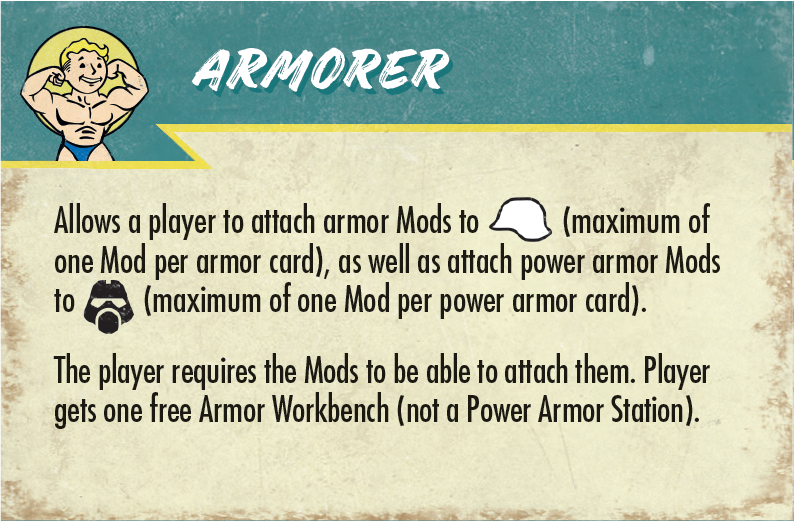 ARMORER
Allows a player to attach armor Mods to (maximum of
one Mod per armor card), as well as attach power armor Mods
to (maximum of one Mod per power armor card).
The player requires the Mods to be able to attach them. Player
gets one free Armor Workbench (not a Power Armor Station).